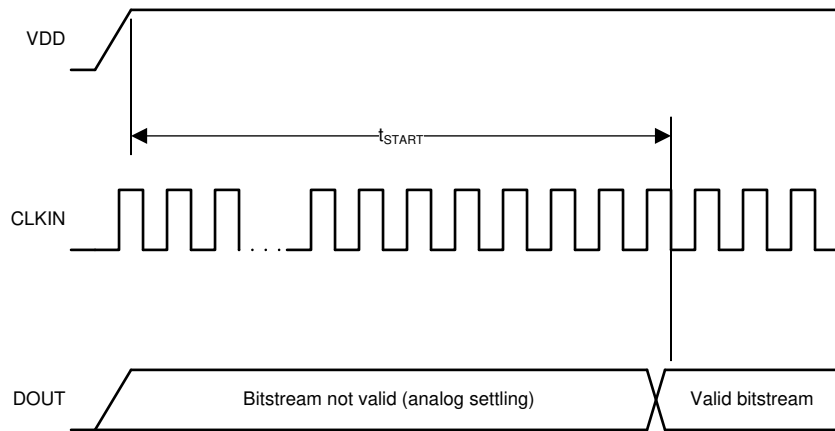 VDD
tSTART
CLKIN
. . . .
DOUT
Bitstream not valid (analog settling)
Valid bitstream